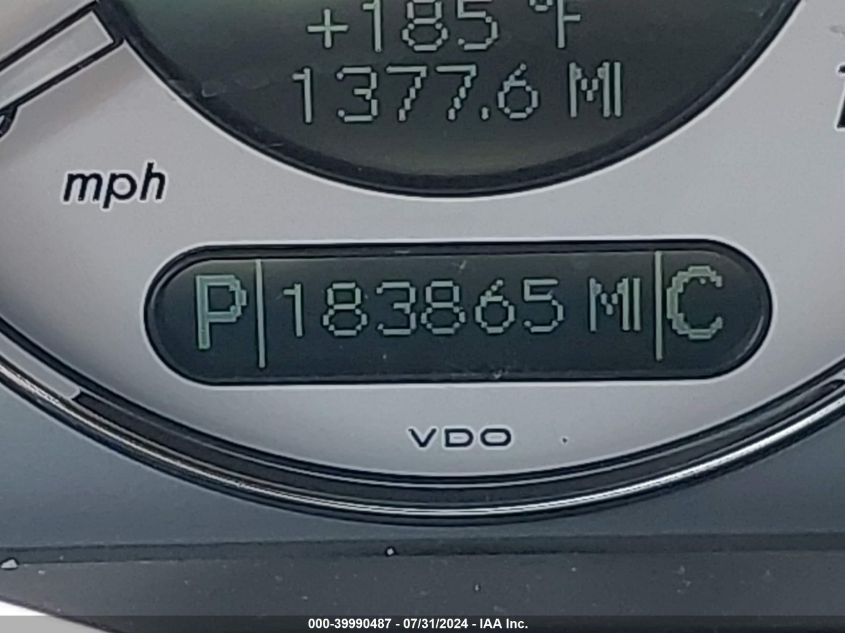 +185 °F
1377.6 MI
mph
P 183865 MI C
VDO
000-39990487 - 07/31/2024 - IAA Inc.